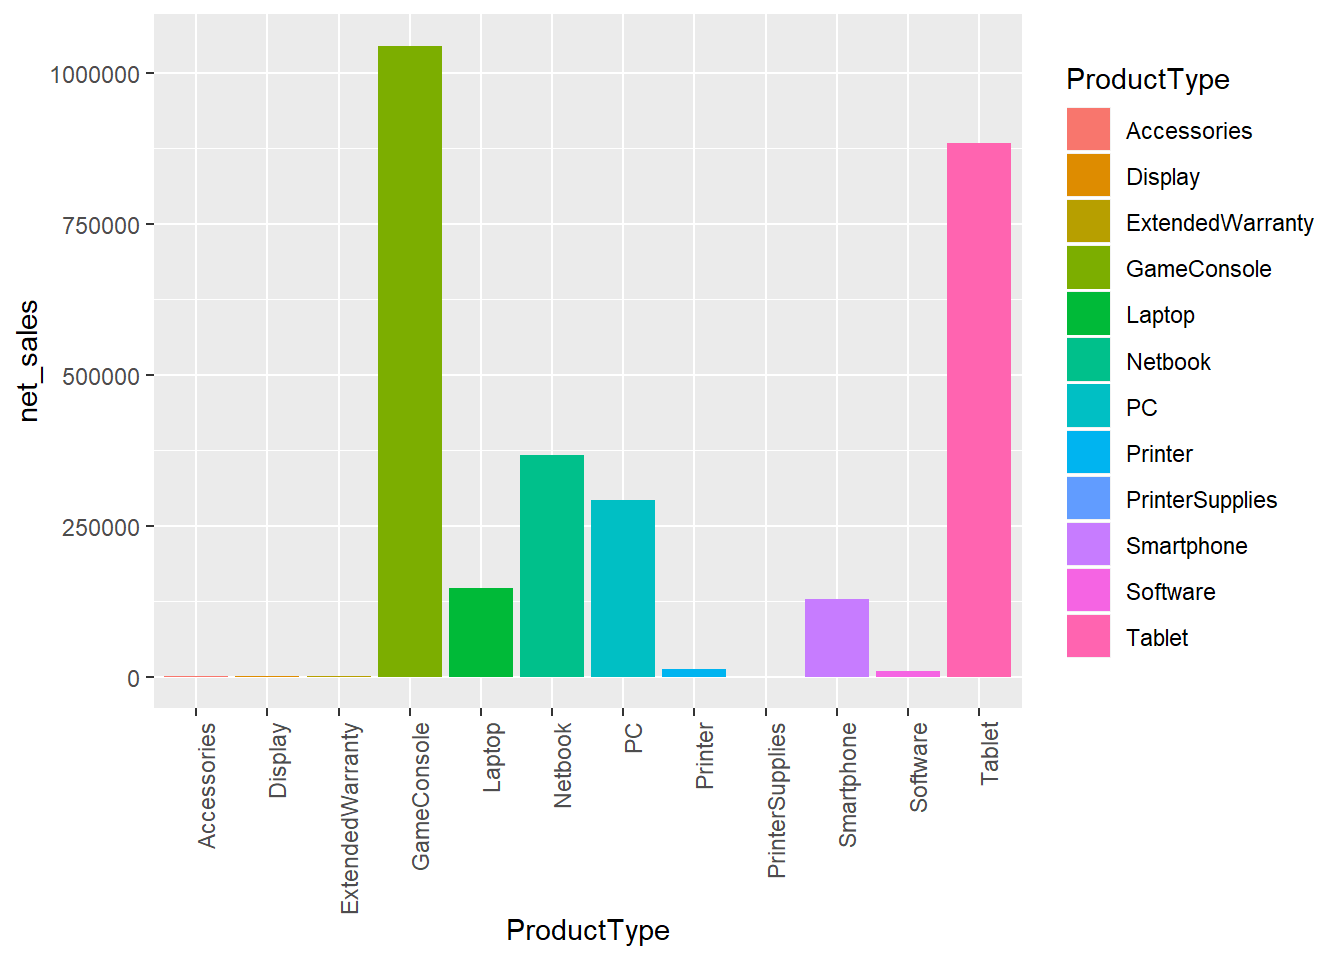 net_sales
1000000
750000
500000
250000
0
Accessories
Display
ExtendedWarranty
GameConsole
Laptop
Netbook
PC
Printer
PrinterSupplies
Smartphone
Software
Tablet
ProductType
ProductType
Accessories
Display
ExtendedWarranty
GameConsole
Laptop
Netbook
PC
Printer
PrinterSupplies
Smartphone
Software
Tablet